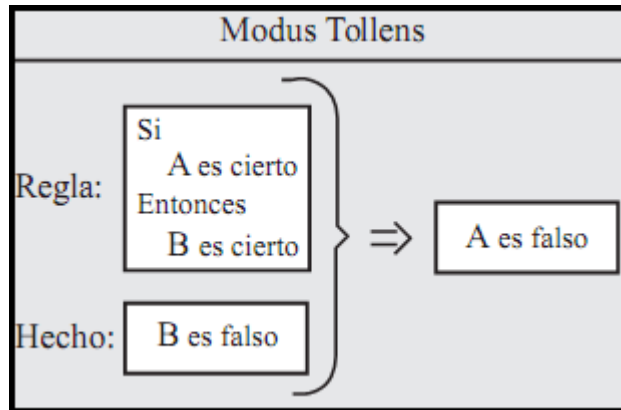 Modus Tollens
Regla:
Si
A es cierto
Entonces
B es cierto
Hecho:
B es falso
⇒
A es falso